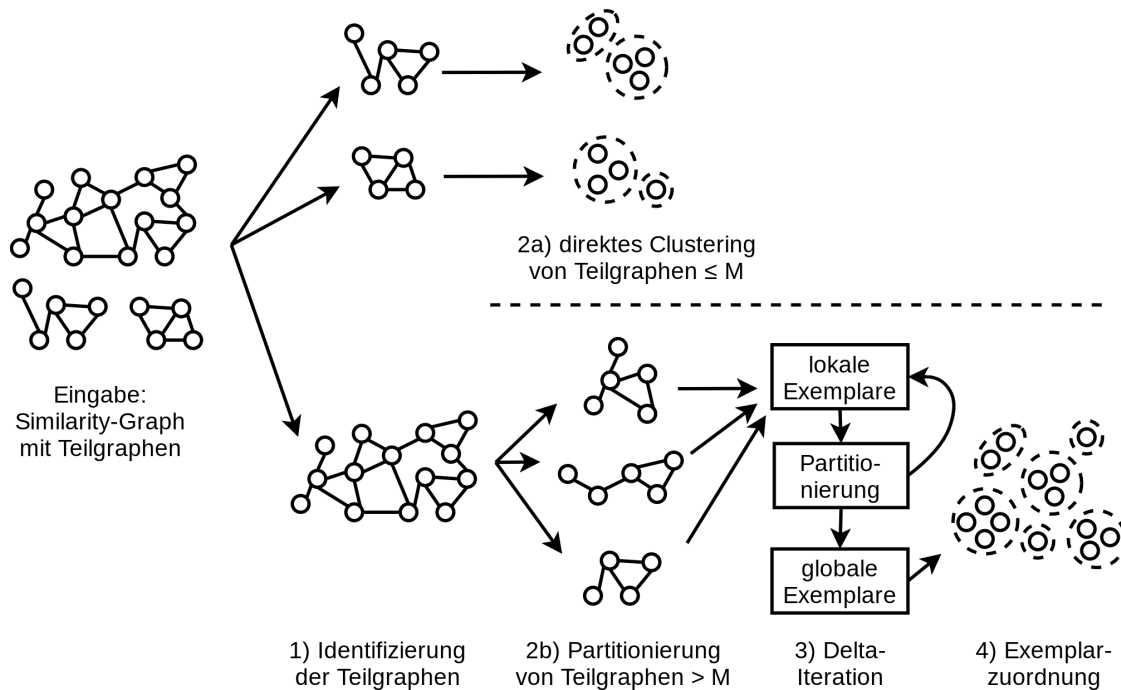 2a) direktes Clustering
von Teilgraphen ≤ M
Eingabe:
Similarity-Graph
mit Teilgraphen
lokale
Exemplare
Partitio-
nierung
globale
Exemplare
1) Identifizierung
der Teilgraphen
2b) Partitionierung
von Teilgraphen > M
3) Delta-
Iteration
4) Exemplar-
zuordnung